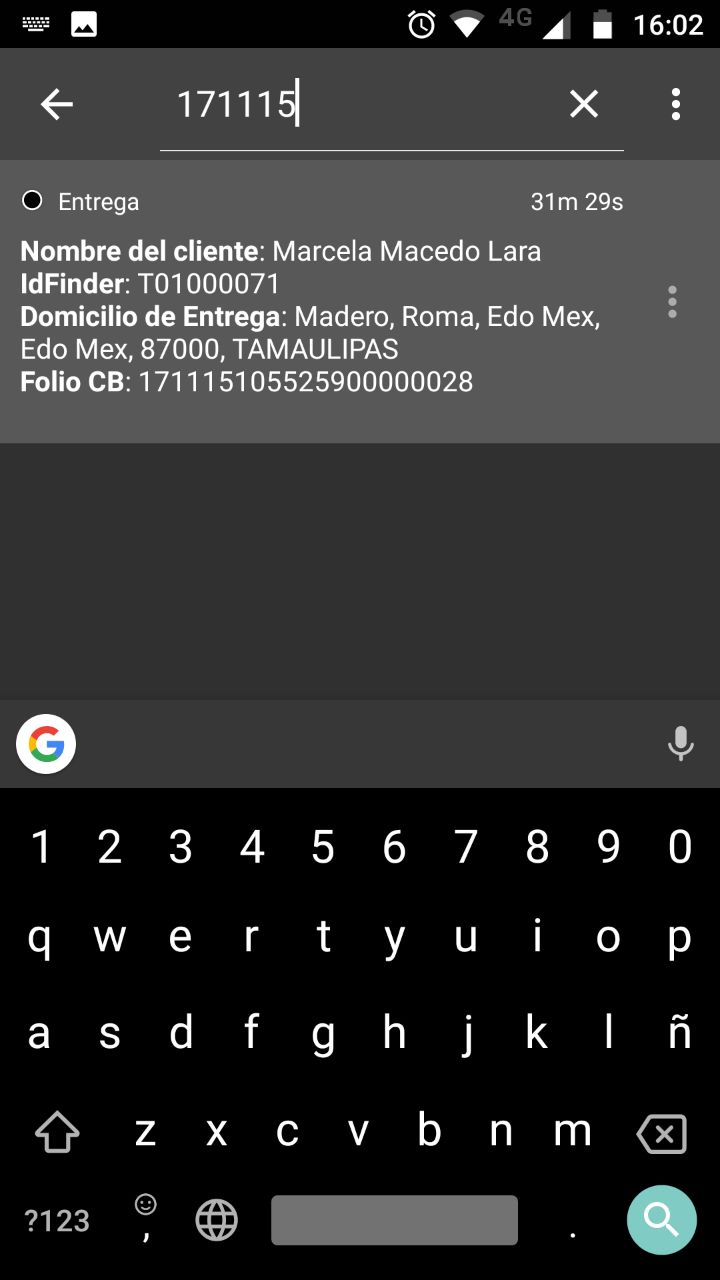 4G 16:02
171115
Entrega 31m 29s
Nombre del cliente: Marcela Macedo Lara
IdFinder: T01000071
Domicilio de Entrega: Madero, Roma, Edo Mex,
Edo Mex, 87000, TAMAULIPAS
Folio CB: 171115105525900000028
G
1 2 3 4 5 6 7 8 9 0
q w e r t y u i o p
a s d f g h j k l ñ
z x c v b n m
?123 , .